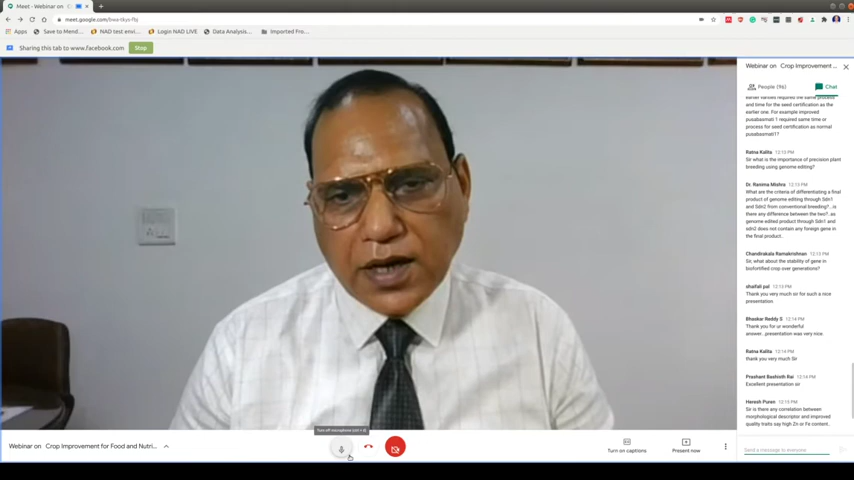 Meet - Webinar on
meet.google.com/bwa-tkyo-fbj
Apps Save to Mend... NAD test envi... Login NAD LIVE Data Analysis... Imported Fro...
Sharing this tab to www.facebook.com Stop
Webinar on Crop Improvement ...
People (96) Chat
earlier varieties required the same process
and time for the seed certification as the
earlier one. For example improved
pusabasmati 1 required same time or
process for seed certification as normal
pusabasmati1?
Ratna Kalita 12:13 PM
Sir what is the importance of precision plant
breeding using genome editing?
Dr. Ranima Mishra 12:13 PM
What are the criteria of differentiating a final
product of genome editing through Sdn1
and Sdn2 from conventional breeding?...is
there any difference between the two?..as
genome edited product through Sdn1 and
sdn2 does not contain any foreign gene in
the final product.
Chandrakala Ramakrishnan 12:13 PM
Sir, what about the stability of gene in
biofortified crop over generations?
shaifali pal 12:13 PM
Thank you very much sir for such a nice
presentation.
Bhaskar Reddy S 12:14 PM
Thank you for ur wonderful
answer...presentation was very nice.
Ratna Kalita 12:14 PM
thank you very much Sir
Prashant Bashisth Rai 12:14 PM
Excellent presentation sir
Heresh Puren 12:15 PM
Sir is there any correlation between
morphological descriptor and improved
quality traits say high Zn or Fe content.
Turn off microphone (ctrl + d)
Webinar on Crop Improvement for Food and Nutri...
Turn on captions
Present now
Send a message to everyone